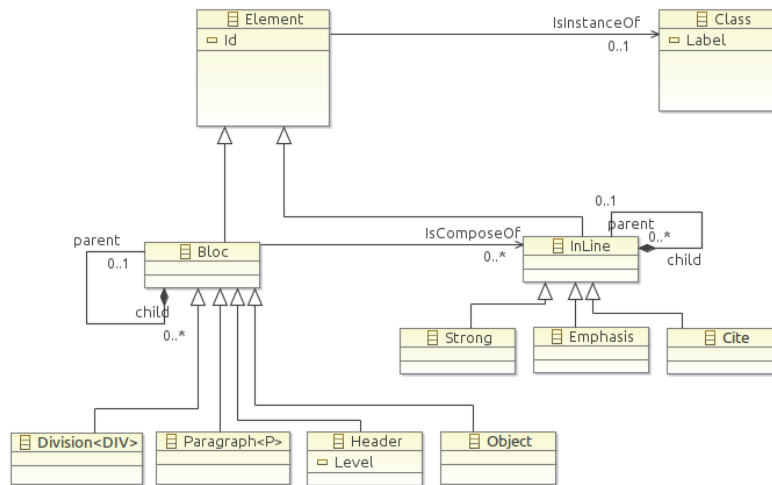 Element
Id
IsInstanceOf
0..1
Class
Label
parent
0..1
Bloc
child
0..*
IsComposeOf
0..*
0..1
parent
0..*
InLine
child
Strong
Emphasis
Cite
Division<DIV>
Paragraph<P>
Header
Level
Object